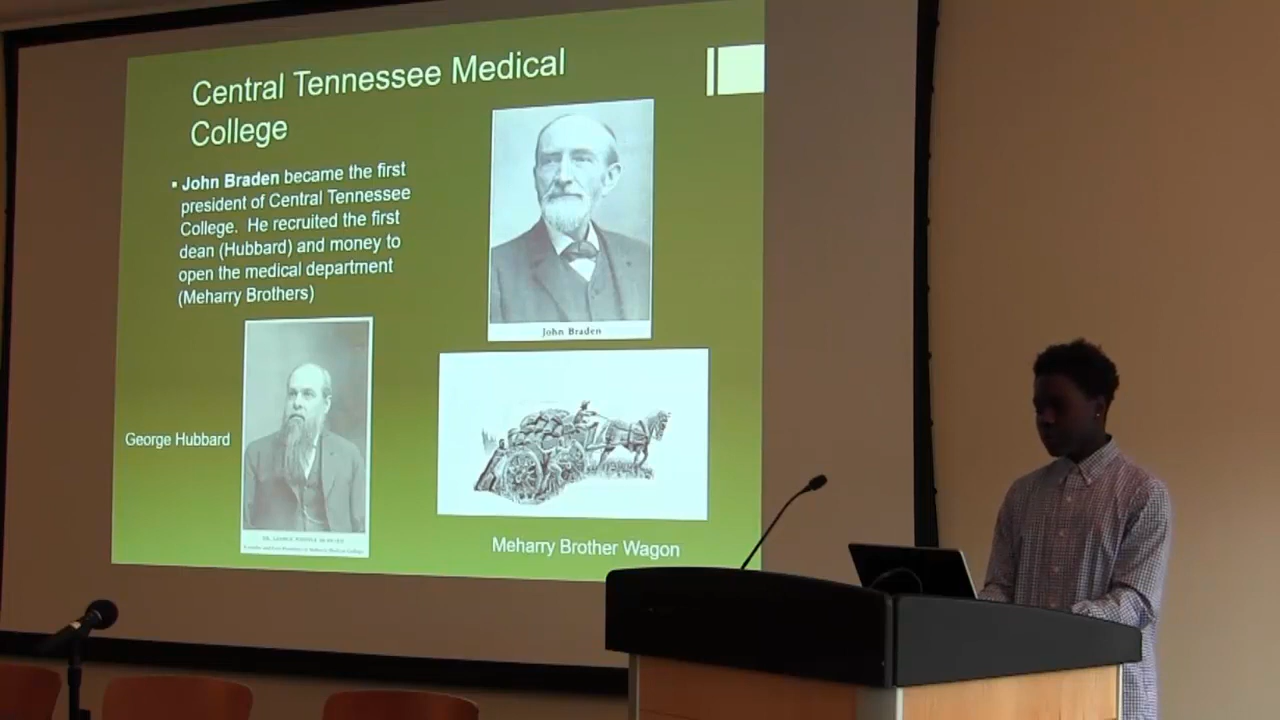 Central Tennessee Medical
College
▪ John Braden became the first
president of Central Tennessee
College. He recruited the first
dean (Hubbard) and money to
open the medical department
(Meharry Brothers)
John Braden
George Hubbard
Meharry Brother Wagon